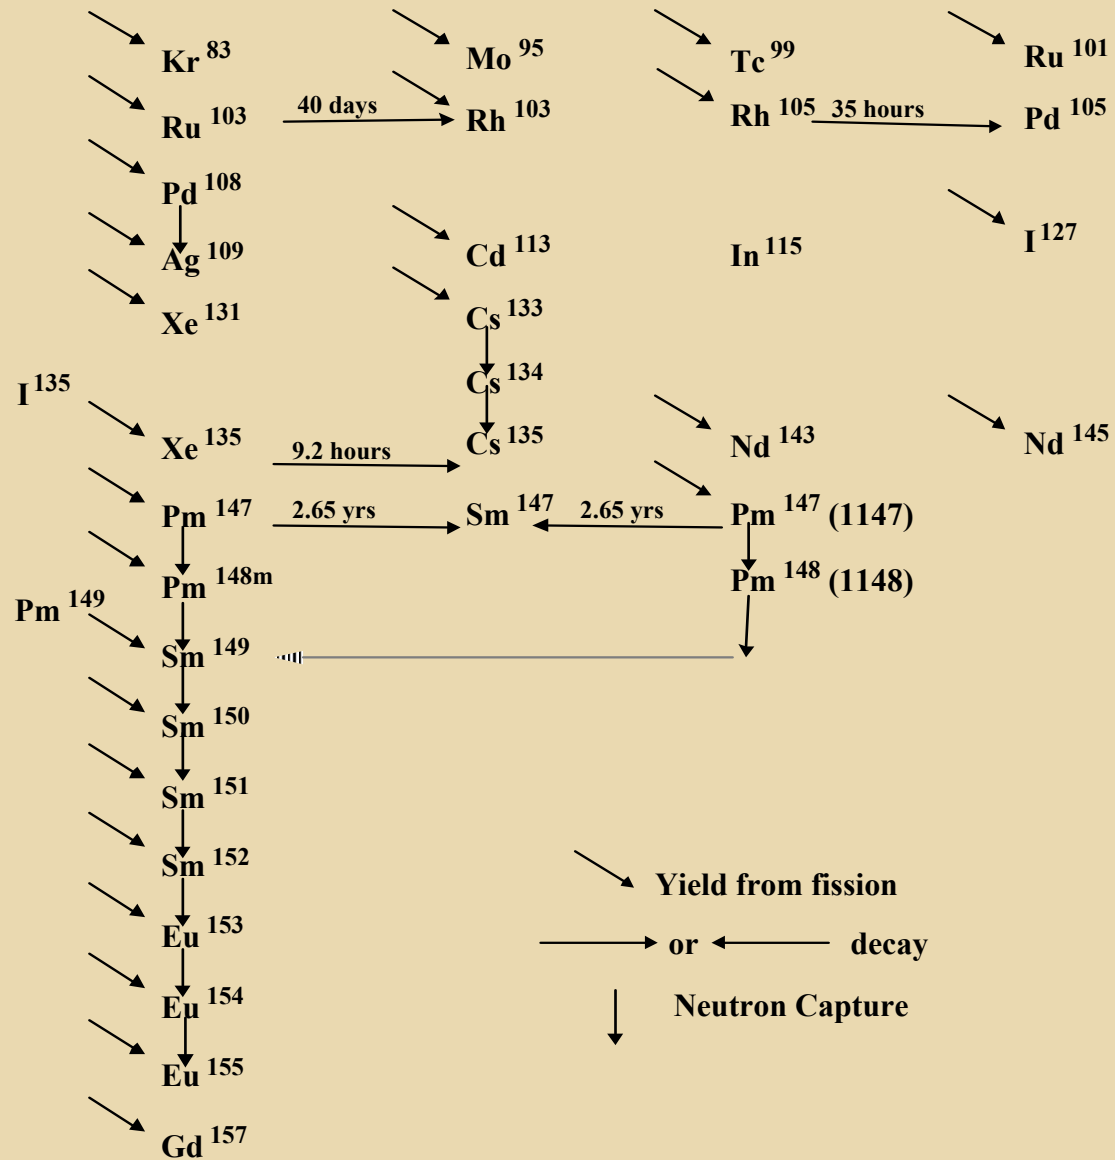 Kr 83 Mo 95 Tc 99 Ru 101
Ru 103 40 days Rh 103 Rh 105 35 hours Pd 105
Pd 108
Ag 109 Cd 113 In 115 I 127
Xe 131 Cs 133
Cs 134
I 135
Xe 135 9.2 hours Cs 135 Nd 143 Nd 145
Pm 147 2.65 yrs Sm 147 2.65 yrs Pm 147 (1147)
Pm 148m Pm 148 (1148)
Pm 149
Sm 149
Sm 150
Sm 151
Sm 152
Yield from fission
Eu 153
or decay
Eu 154
Neutron Capture
Eu 155
Gd 157